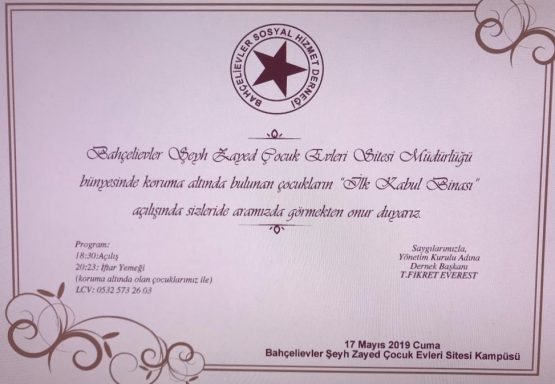 BAHÇELİEVLER SOSYAL HİZMET DERNEĞİ
Bahçelievler Şeyh Zayed Çocuk Evleri Sitesi Müdürlüğü
bünyesinde koruma altında bulunan çocukların "İlk Kabul Binası"
açılışında sizleride aramızda görmekten onur duyarız.
Program:
18:30:Açılış
20:23: İftar Yemeği
(koruma altında olan çocuklarımız ile)
LCV: 0532 573 26 03
Saygılarımızla,
Yönetim Kurulu Adına
Dernek Başkanı
T.FIKRET EVEREST
17 Mayıs 2019 Cuma
Bahçelievler Şeyh Zayed Çocuk Evleri Sitesi Kampüsü